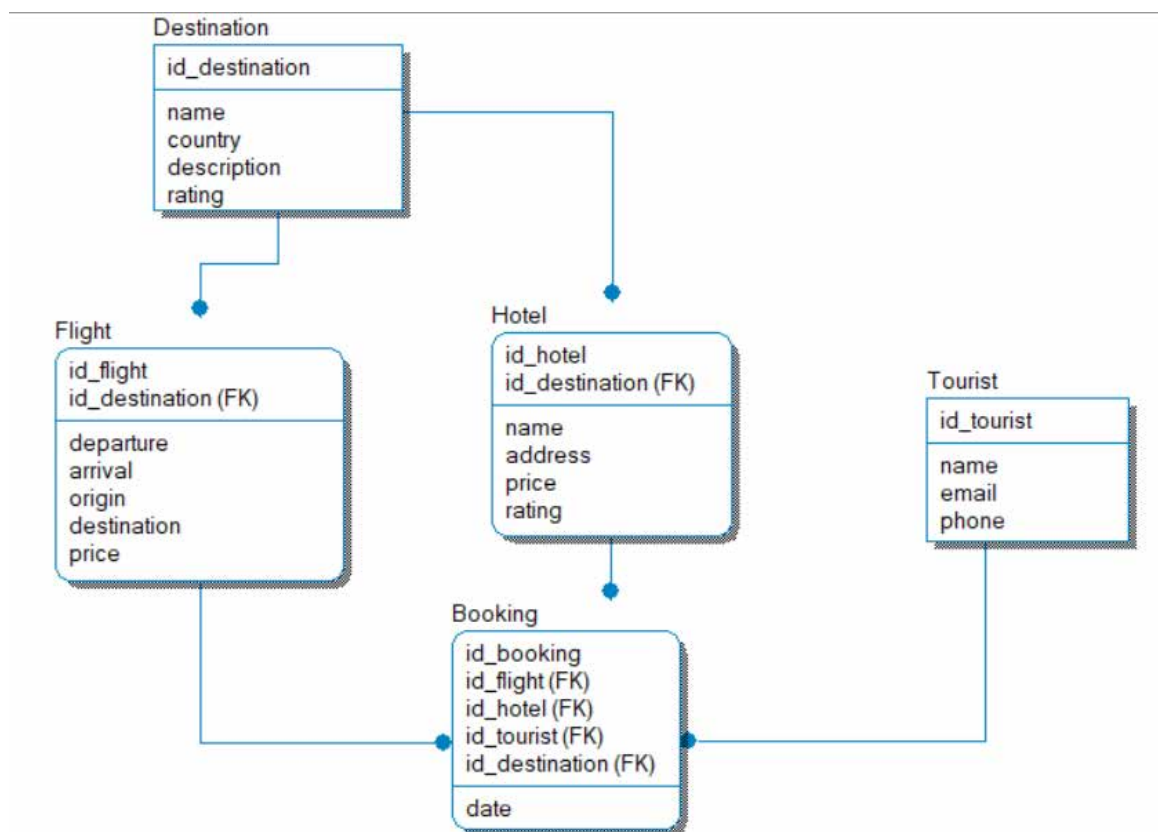 Destination
id_destination
name
country
description
rating
Flight
id_flight
id_destination (FK)
departure
arrival
origin
destination
price
Hotel
id_hotel
id_destination (FK)
name
address
price
rating
Tourist
id_tourist
name
email
phone
Booking
id_booking
id_flight (FK)
id_hotel (FK)
id_tourist (FK)
id_destination (FK)
date